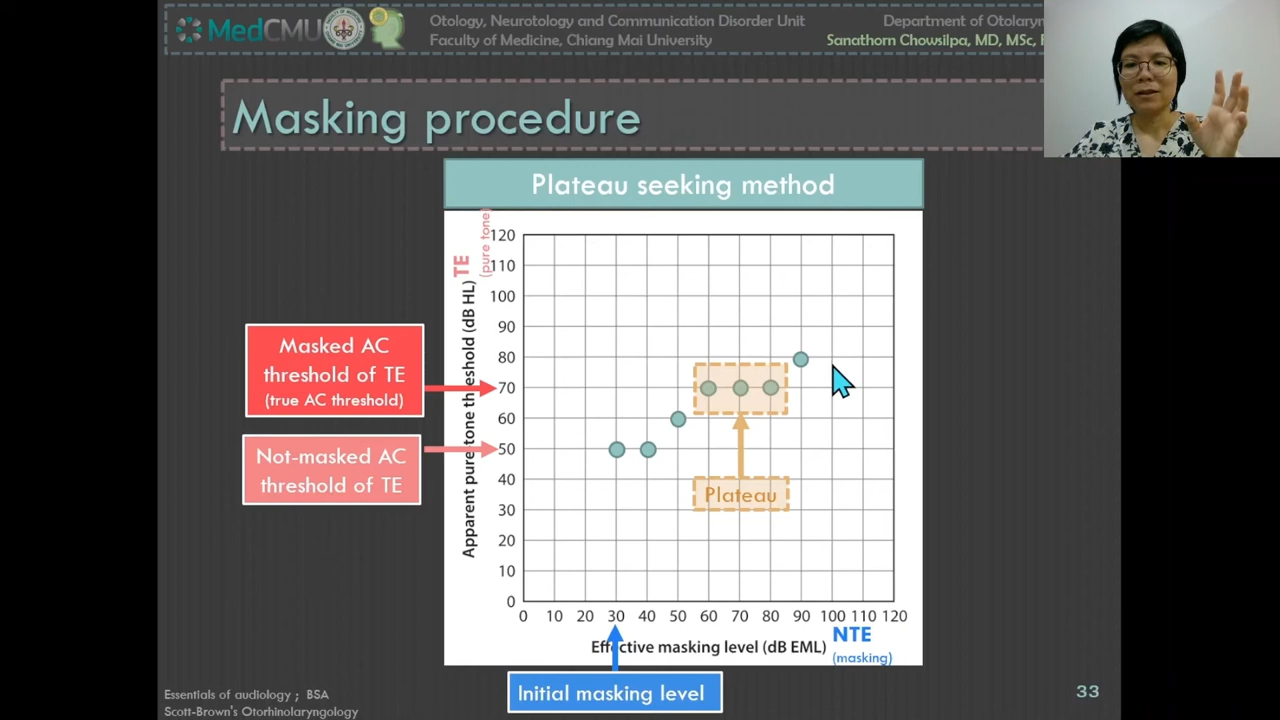 MedCMU
Otology, Neurotology and Communication Disorder Unit
Faculty of Medicine, Chiang Mai University
Department of Otolaryn
Sanathorn Chowsilpa, MD, MSc,
Masking procedure
Plateau seeking method
TE
(pure tone)
Apparent pure tone threshold (dB HL)
120
110
100
90
80
70
60
50
40
30
20
10
0
Masked AC
threshold of TE
(true AC threshold)
Not-masked AC
threshold of TE
Plateau
0 10 20 30 40 50 60 70 80 90 100 110 120
Effective masking level (dB EML)
NTE
(masking)
Initial masking level
Essentials of audiology ; BSA
Scott-Brown's Otorhinolaryngology
33